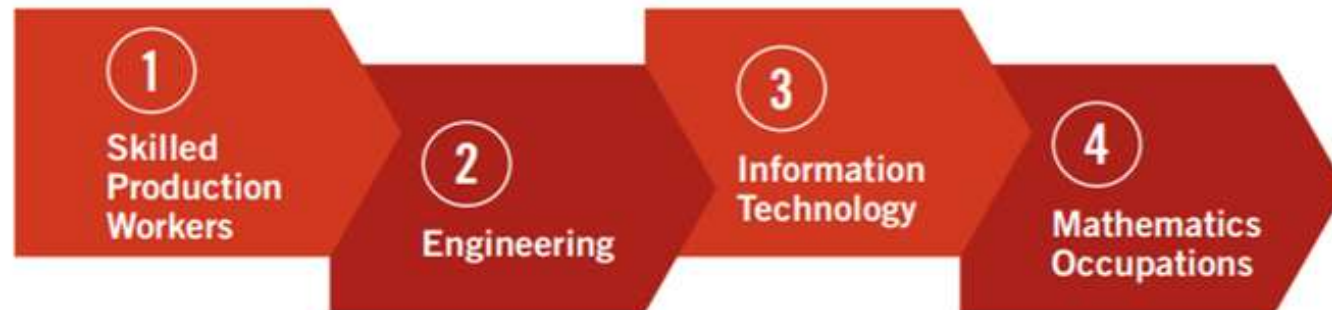 1
Skilled
Production
Workers
2
Engineering
3
Information
Technology
4
Mathematics
Occupations